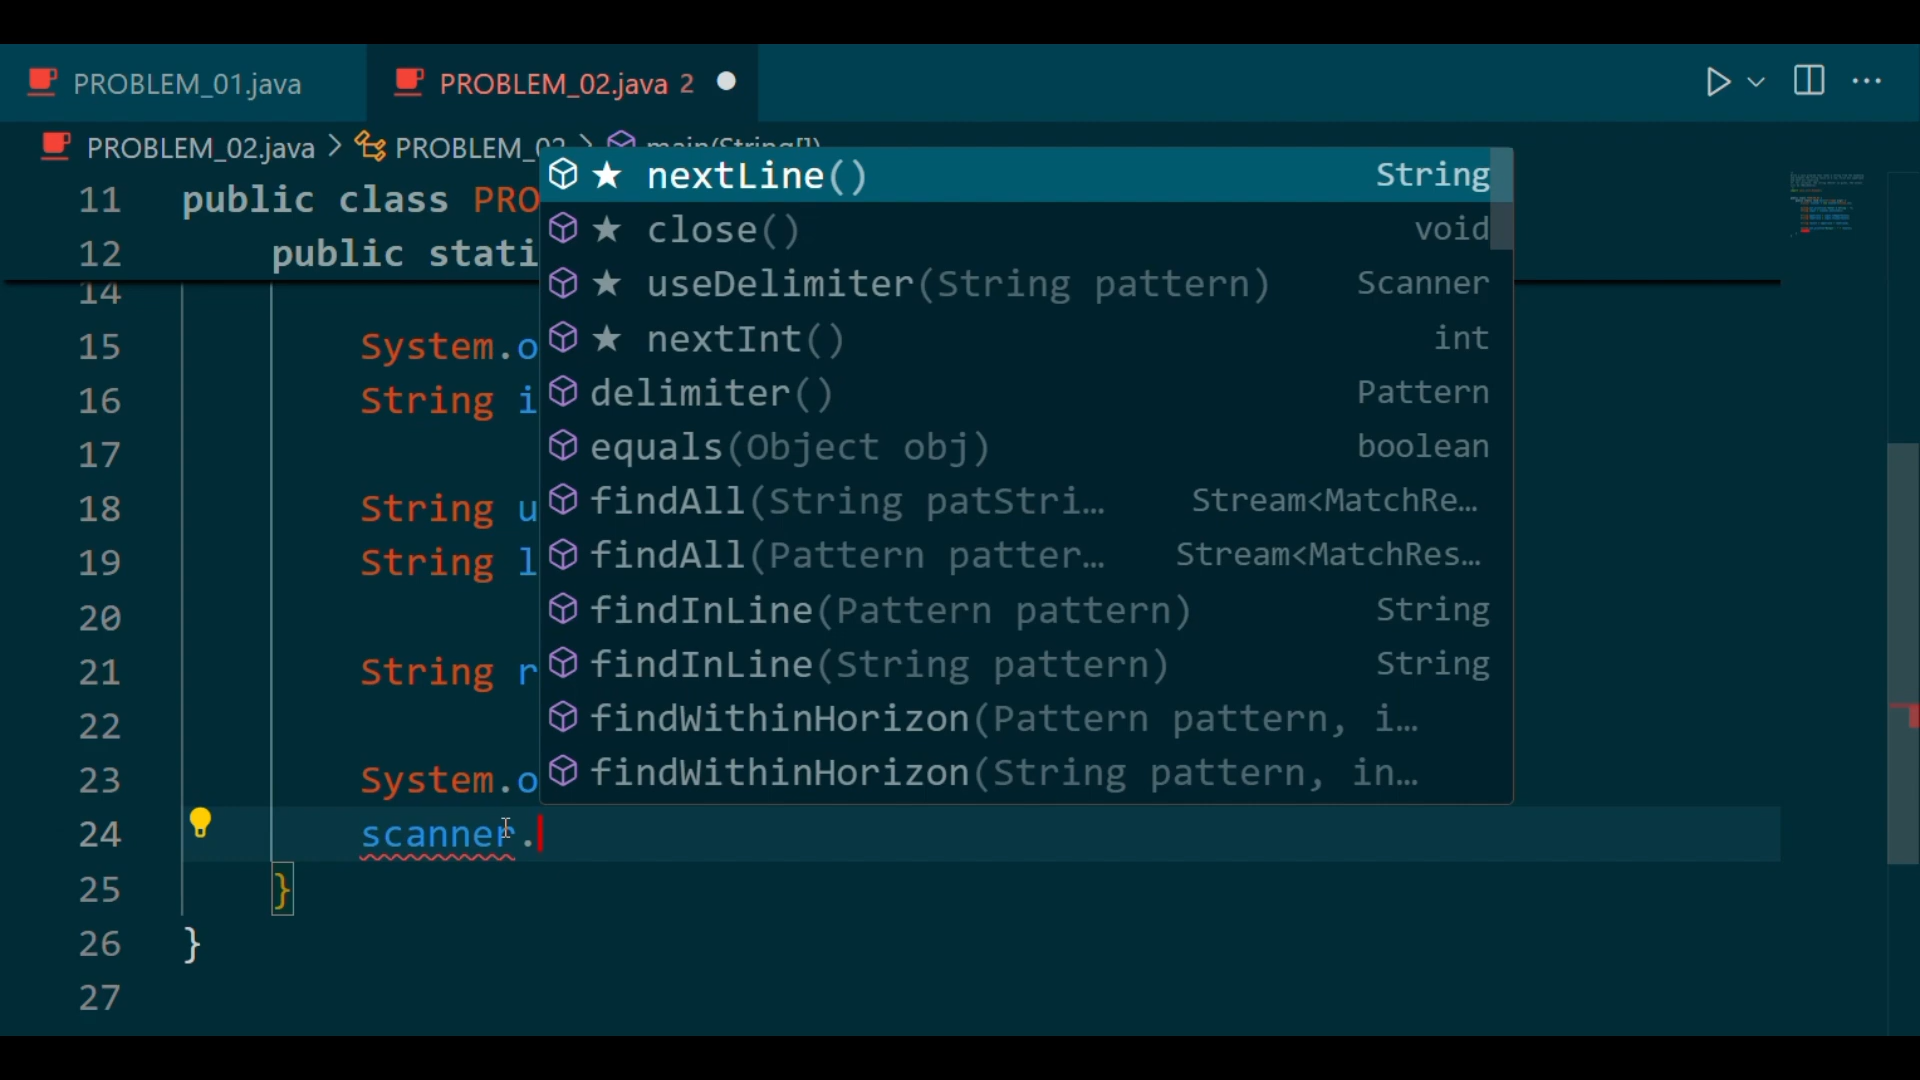 PROBLEM_01.java
PROBLEM_02.java 2
PROBLEM_02.java > PROBLEM_02 > main(String[])
11 public class PRO
12 public stati
14
15 System.o
16 String i
17
18 String u
19 String l
20
21 String r
22
23 System.o
24 scanner.
25 }
26 }
27
★ nextLine() String
★ close() void
★ useDelimiter(String pattern) Scanner
★ nextInt() int
delimiter() Pattern
equals(Object obj) boolean
findAll(String patStri… Stream<MatchRe…
findAll(Pattern patter… Stream<MatchRes…
findInLine(Pattern pattern) String
findInLine(String pattern) String
findWithinHorizon(Pattern pattern, i…
findWithinHorizon(String pattern, in…